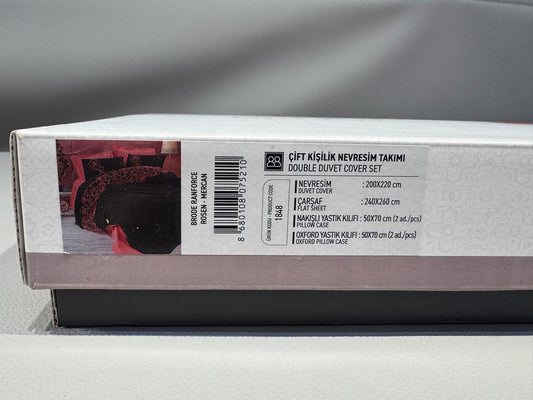 BRODE RANFORCE
ROSEN - MERCAN
8 680108 075210
88
ÇİFT KİŞİLİK NEVRESİM TAKIMI
DOUBLE DUVET COVER SET
ÜRÜN KODU - PRODUCT CODE
1848
NEVRESİM : 200X220 cm
DUVET COVER
ÇARŞAF : 240X260 cm
FLAT SHEET
NAKIŞLI YASTIK KILIFI : 50X70 cm (2 ad./pcs)
PILLOW CASE
OXFORD YASTIK KILIFI : 50X70 cm (2 ad./pcs)
OXFORD PILLOW CASE